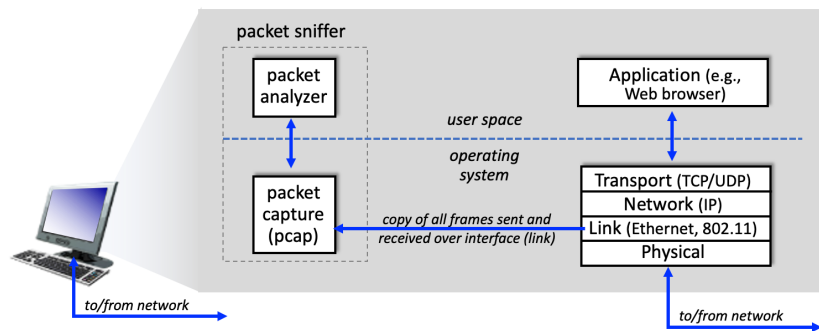 packet sniffer
packet
analyzer
Application (e.g.,
Web browser)
user space
operating
system
packet
capture
(pcap)
copy of all frames sent and
received over interface (link)
Transport (TCP/UDP)
Network (IP)
Link (Ethernet, 802.11)
Physical
to/from network
to/from network